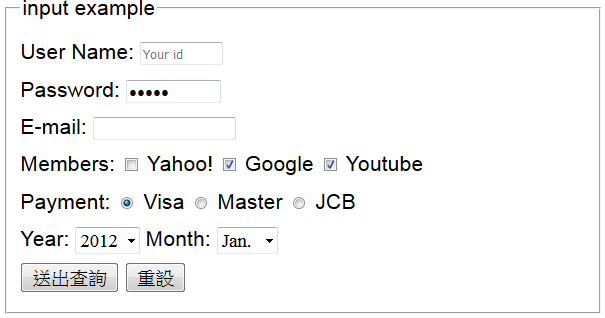 input example
User Name: Your id
Password: •••••
E-mail:
Members: Yahoo! Google Youtube
Payment: Visa Master JCB
Year: 2012 Month: Jan.
送出查詢 重設